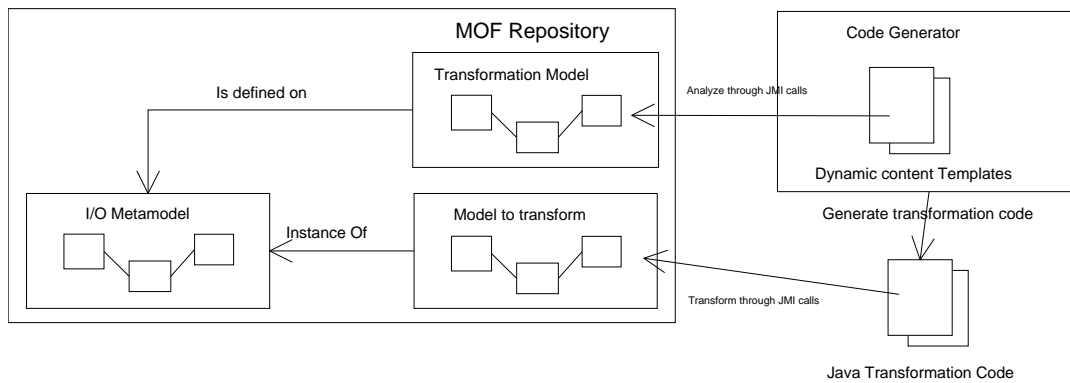 MOF Repository
Code Generator
Transformation Model
Is defined on
Analyze through JMI calls
Dynamic content Templates
I/O Metamodel
Model to transform
Generate transformation code
Instance Of
Transform through JMI calls
Java Transformation Code